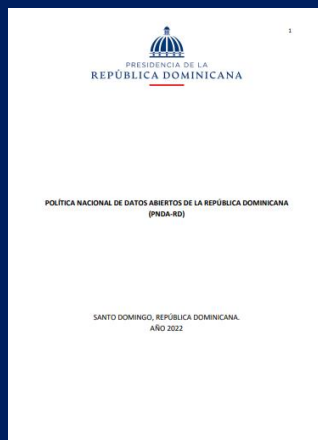 1
PRESIDENCIA DE LA
REPÚBLICA DOMINICANA
POLÍTICA NACIONAL DE DATOS ABIERTOS DE LA REPÚBLICA DOMINICANA
(PNDA-RD)
SANTO DOMINGO, REPÚBLICA DOMINICANA.
AÑO 2022